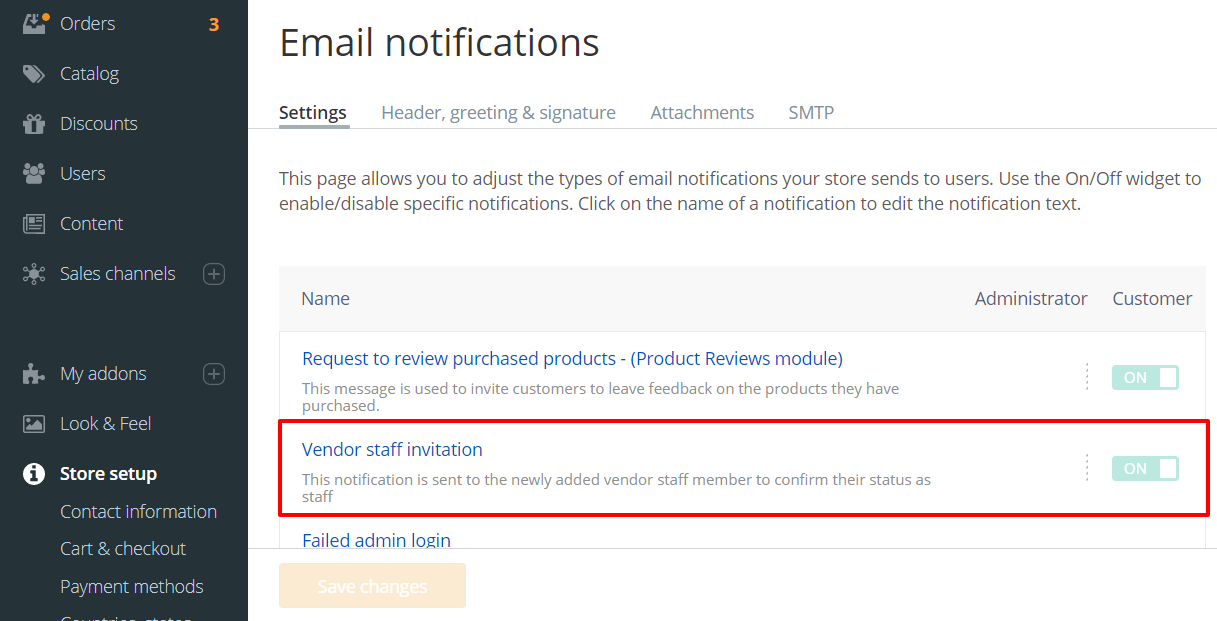 Orders 3
Catalog
Discounts
Users
Content
Sales channels
My addons
Look & Feel
Store setup
Contact information
Cart & checkout
Payment methods
Countries, states
Email notifications
Settings Header, greeting & signature Attachments SMTP
This page allows you to adjust the types of email notifications your store sends to users. Use the On/Off widget to
enable/disable specific notifications. Click on the name of a notification to edit the notification text.
Name Administrator Customer
Request to review purchased products - (Product Reviews module)
This message is used to invite customers to leave feedback on the products they have
purchased.
ON
Vendor staff invitation
This notification is sent to the newly added vendor staff member to confirm their status as
staff
ON
Failed admin login
Save changes